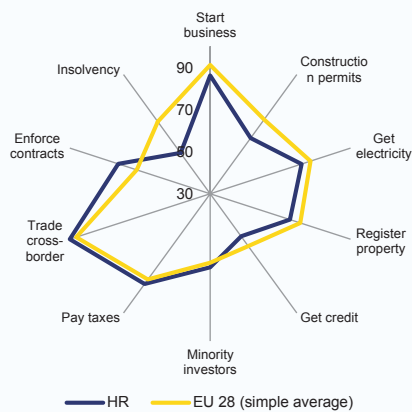 Start
business
Constructio
n permits
Get
electricity
Register
property
Get credit
Minority
investors
Pay taxes
Trade
cross-
border
Enforce
contracts
Insolvency
90
70
50
30
HR
EU 28 (simple average)